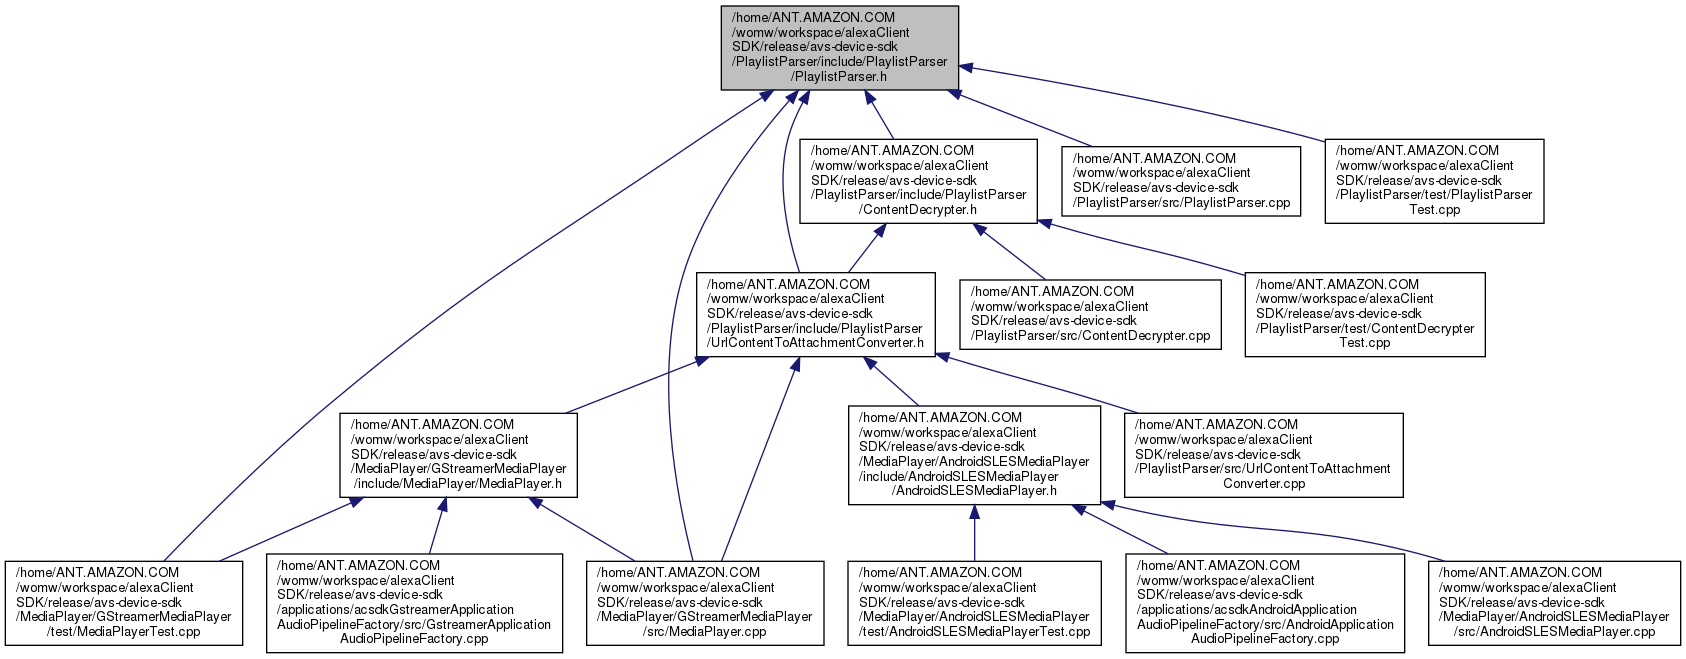 /home/ANT.AMAZON.COM
/womw/workspace/alexaClient
SDK/release/avs-device-sdk
/PlaylistParser/include/PlaylistParser
/PlaylistParser.h
/home/ANT.AMAZON.COM
/womw/workspace/alexaClient
SDK/release/avs-device-sdk
/PlaylistParser/include/PlaylistParser
/ContentDecrypter.h
/home/ANT.AMAZON.COM
/womw/workspace/alexaClient
SDK/release/avs-device-sdk
/PlaylistParser/src/PlaylistParser.cpp
/home/ANT.AMAZON.COM
/womw/workspace/alexaClient
SDK/release/avs-device-sdk
/PlaylistParser/test/PlaylistParser
Test.cpp
/home/ANT.AMAZON.COM
/womw/workspace/alexaClient
SDK/release/avs-device-sdk
/PlaylistParser/include/PlaylistParser
/UrlContentToAttachmentConverter.h
/home/ANT.AMAZON.COM
/womw/workspace/alexaClient
SDK/release/avs-device-sdk
/PlaylistParser/src/ContentDecrypter.cpp
/home/ANT.AMAZON.COM
/womw/workspace/alexaClient
SDK/release/avs-device-sdk
/PlaylistParser/test/ContentDecrypter
Test.cpp
/home/ANT.AMAZON.COM
/womw/workspace/alexaClient
SDK/release/avs-device-sdk
/MediaPlayer/GStreamerMediaPlayer
/include/MediaPlayer/MediaPlayer.h
/home/ANT.AMAZON.COM
/womw/workspace/alexaClient
SDK/release/avs-device-sdk
/MediaPlayer/AndroidSLESMediaPlayer
/include/AndroidSLESMediaPlayer
/AndroidSLESMediaPlayer.h
/home/ANT.AMAZON.COM
/womw/workspace/alexaClient
SDK/release/avs-device-sdk
/PlaylistParser/src/UrlContentToAttachment
Converter.cpp
/home/ANT.AMAZON.COM
/womw/workspace/alexaClient
SDK/release/avs-device-sdk
/MediaPlayer/GStreamerMediaPlayer
/test/MediaPlayerTest.cpp
/home/ANT.AMAZON.COM
/womw/workspace/alexaClient
SDK/release/avs-device-sdk
/applications/acsdkGstreamerApplication
AudioPipelineFactory/src/GstreamerApplication
AudioPipelineFactory.cpp
/home/ANT.AMAZON.COM
/womw/workspace/alexaClient
SDK/release/avs-device-sdk
/MediaPlayer/GStreamerMediaPlayer
/src/MediaPlayer.cpp
/home/ANT.AMAZON.COM
/womw/workspace/alexaClient
SDK/release/avs-device-sdk
/MediaPlayer/AndroidSLESMediaPlayer
/test/AndroidSLESMediaPlayerTest.cpp
/home/ANT.AMAZON.COM
/womw/workspace/alexaClient
SDK/release/avs-device-sdk
/applications/acsdkAndroidApplication
AudioPipelineFactory/src/AndroidApplication
AudioPipelineFactory.cpp
/home/ANT.AMAZON.COM
/womw/workspace/alexaClient
SDK/release/avs-device-sdk
/MediaPlayer/AndroidSLESMediaPlayer
/src/AndroidSLESMediaPlayer.cpp